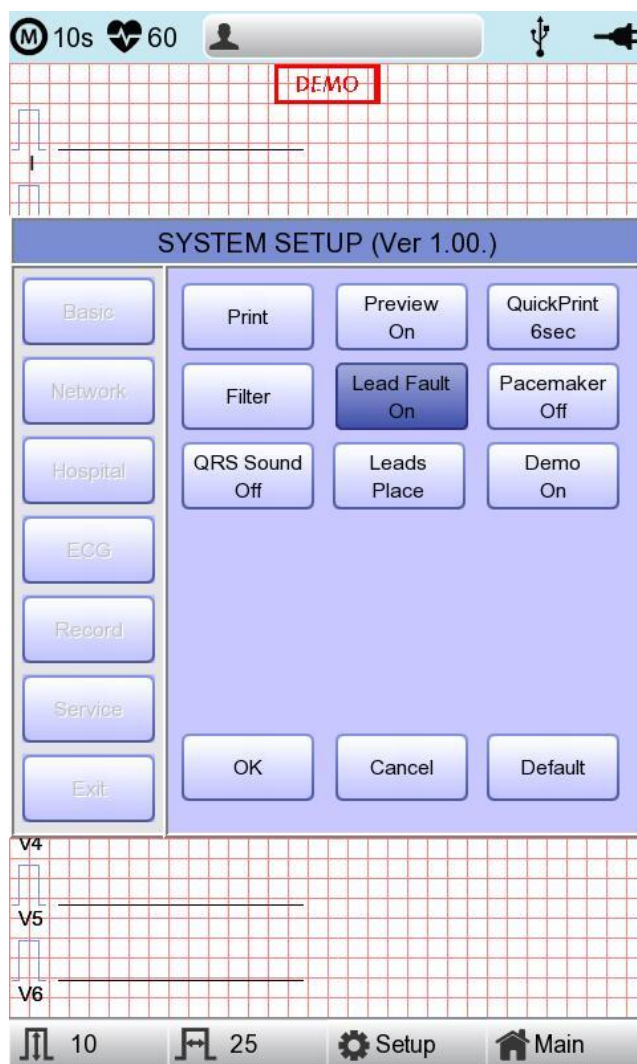 M 10s 60
DEMO
I
SYSTEM SETUP (Ver 1.00.)
Basic
Network
Hospital
ECG
Record
Service
Exit
Print
Preview
On
QuickPrint
6sec
Filter
Lead Fault
On
Pacemaker
Off
QRS Sound
Off
Leads
Place
Demo
On
OK
Cancel
Default
V4
V5
V6
10
25
Setup
Main